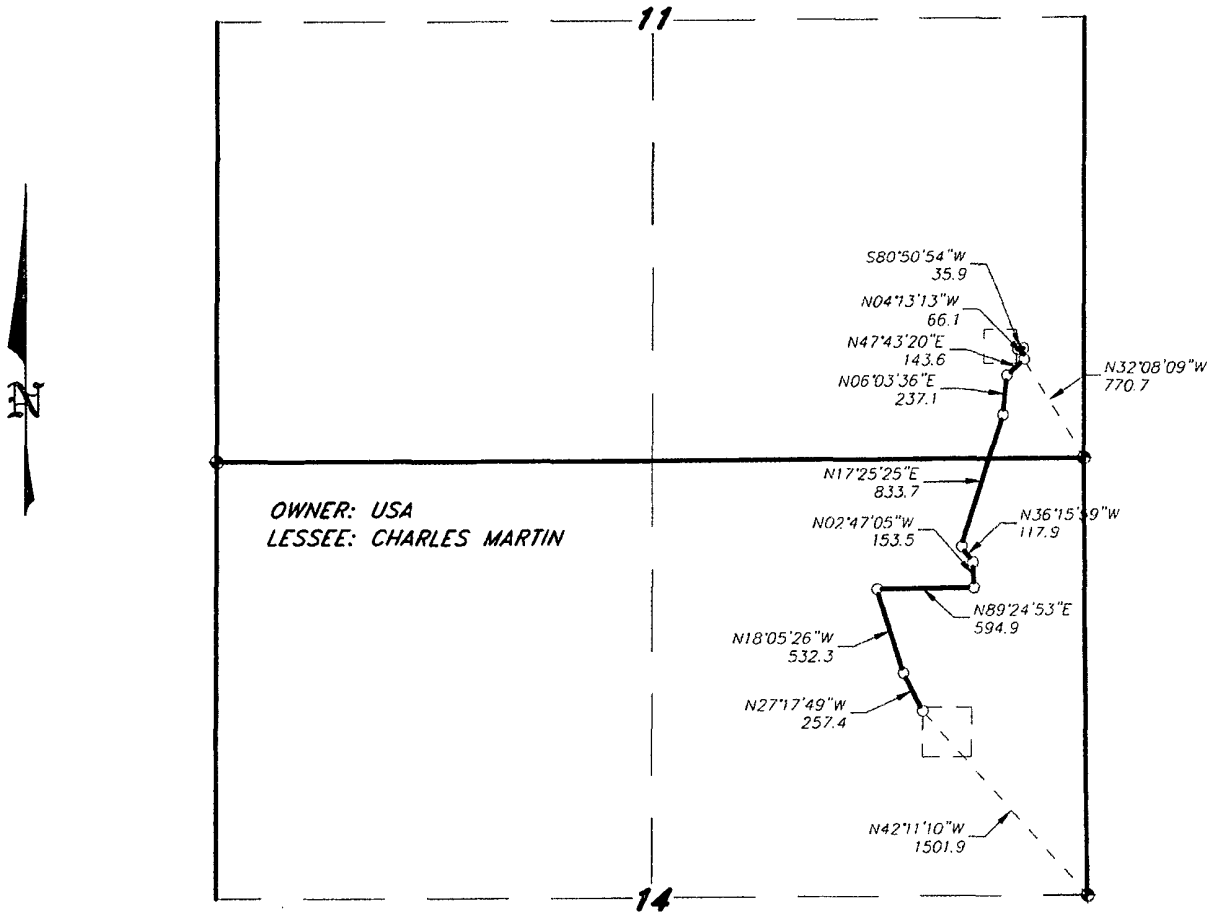 11
S80°50'54"W
35.9
N04°13'13"W
66.1
N47°43'20"E
143.6
N32°08'09"W
770.7
N06°03'36"E
237.1
N17°25'25"E
833.7
OWNER: USA
LESSEE: CHARLES MARTIN
N36°15'59"W
117.9
N02°47'05"W
153.5
N89°24'53"E
594.9
N18°05'26"W
532.3
N27°17'49"W
257.4
N42°11'10"W
1501.9
14
N